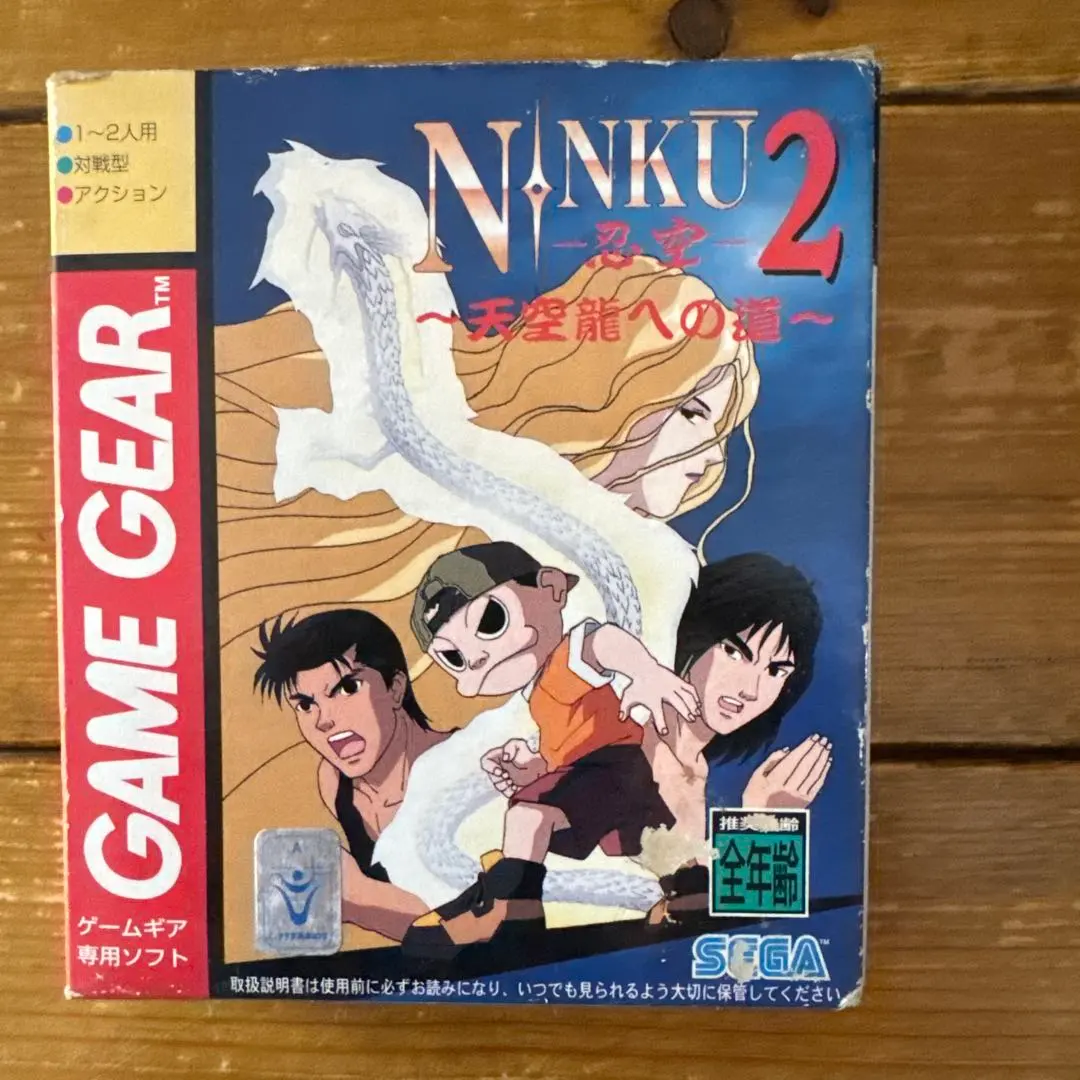 ●1〜2人用
●対戦型
●アクション
GAME GEAR™
ゲームギア
専用ソフト
NINKŪ 2
−忍空−
〜天空龍への道〜
A
推奨年齢
全年齢
SEGA™
取扱説明書は使用前に必ずお読みになり、いつでも見られるよう大切に保管してください